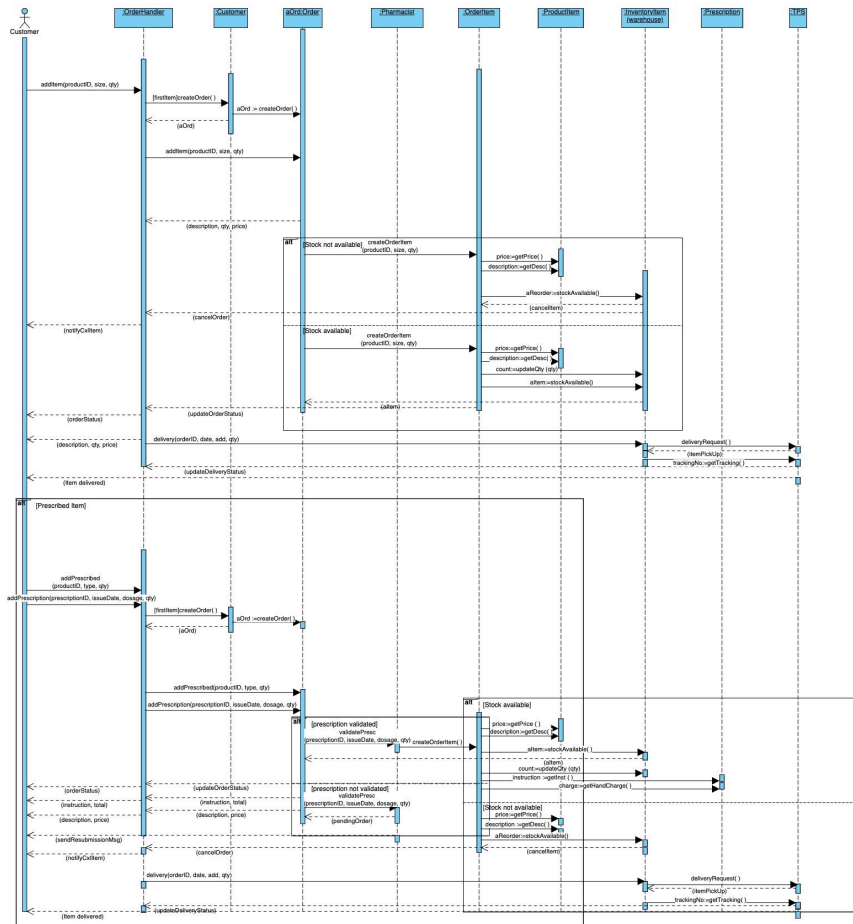 Customer
:OrderHandler
:Customer
aOrd:Order
:Pharmacist
:OrderItem
:ProductItem
:InventoryItem
(warehouse)
:Prescription
:TPS
addItem(productID, size, qty)
[firstItem]createOrder( )
aOrd := createOrder( )
(aOrd)
addItem(productID, size, qty)
(description, qty, price)
alt
[Stock not available]
createOrderItem
(productID, size, qty)
price:=getPrice( )
description:=getDesc( )
aReorder:=stockAvailable()
(cancelItem)
(cancelOrder)
(notifyCxlItem)
[Stock available]
createOrderItem
(productID, size, qty)
price:=getPrice( )
description:=getDesc( )
count:=updateQty (qty)
aItem:=stockAvailable()
(aItem)
(updateOrderStatus)
(orderStatus)
(description, qty, price)
delivery(orderID, date, add, qty)
deliveryRequest( )
(itemPickUp)
trackingNo:=getTracking( )
(updateDeliveryStatus)
(Item delivered)
alt
[Prescribed Item]
addPrescribed
(productID, type, qty)
addPrescription(prescriptionID, issueDate, dosage, qty)
[firstItem]createOrder( )
aOrd :=createOrder( )
(aOrd)
addPrescribed(productID, type, qty)
addPrescription(prescriptionID, issueDate, dosage, qty)
alt
[Stock available]
alt
[prescription validated]
validatePresc
(prescriptionID, issueDate, dosage, qty)
createOrderItem( )
price:=getPrice ( )
description:=getDesc( )
aItem:=stockAvailable( )
(aItem)
count:=updateQty (qty)
instruction :=getInst ( )
charge:=getHandCharge( )
(updateOrderStatus)
(orderStatus)
[prescription not validated]
validatePresc
(prescriptionID, issueDate, dosage, qty)
(instruction, total)
(instruction, total)
(description, price)
(description, price)
(pendingOrder)
[Stock not available]
price:=getPrice( )
description :=getDesc( )
aReorder:=stockAvailable()
(sendResubmissionMsg)
(cancelItem)
(cancelOrder)
(notifyCxlItem)
delivery(orderID, date, add, qty)
deliveryRequest( )
(itemPickUp)
trackingNo:=getTracking( )
(updateDeliveryStatus)
(Item delivered)